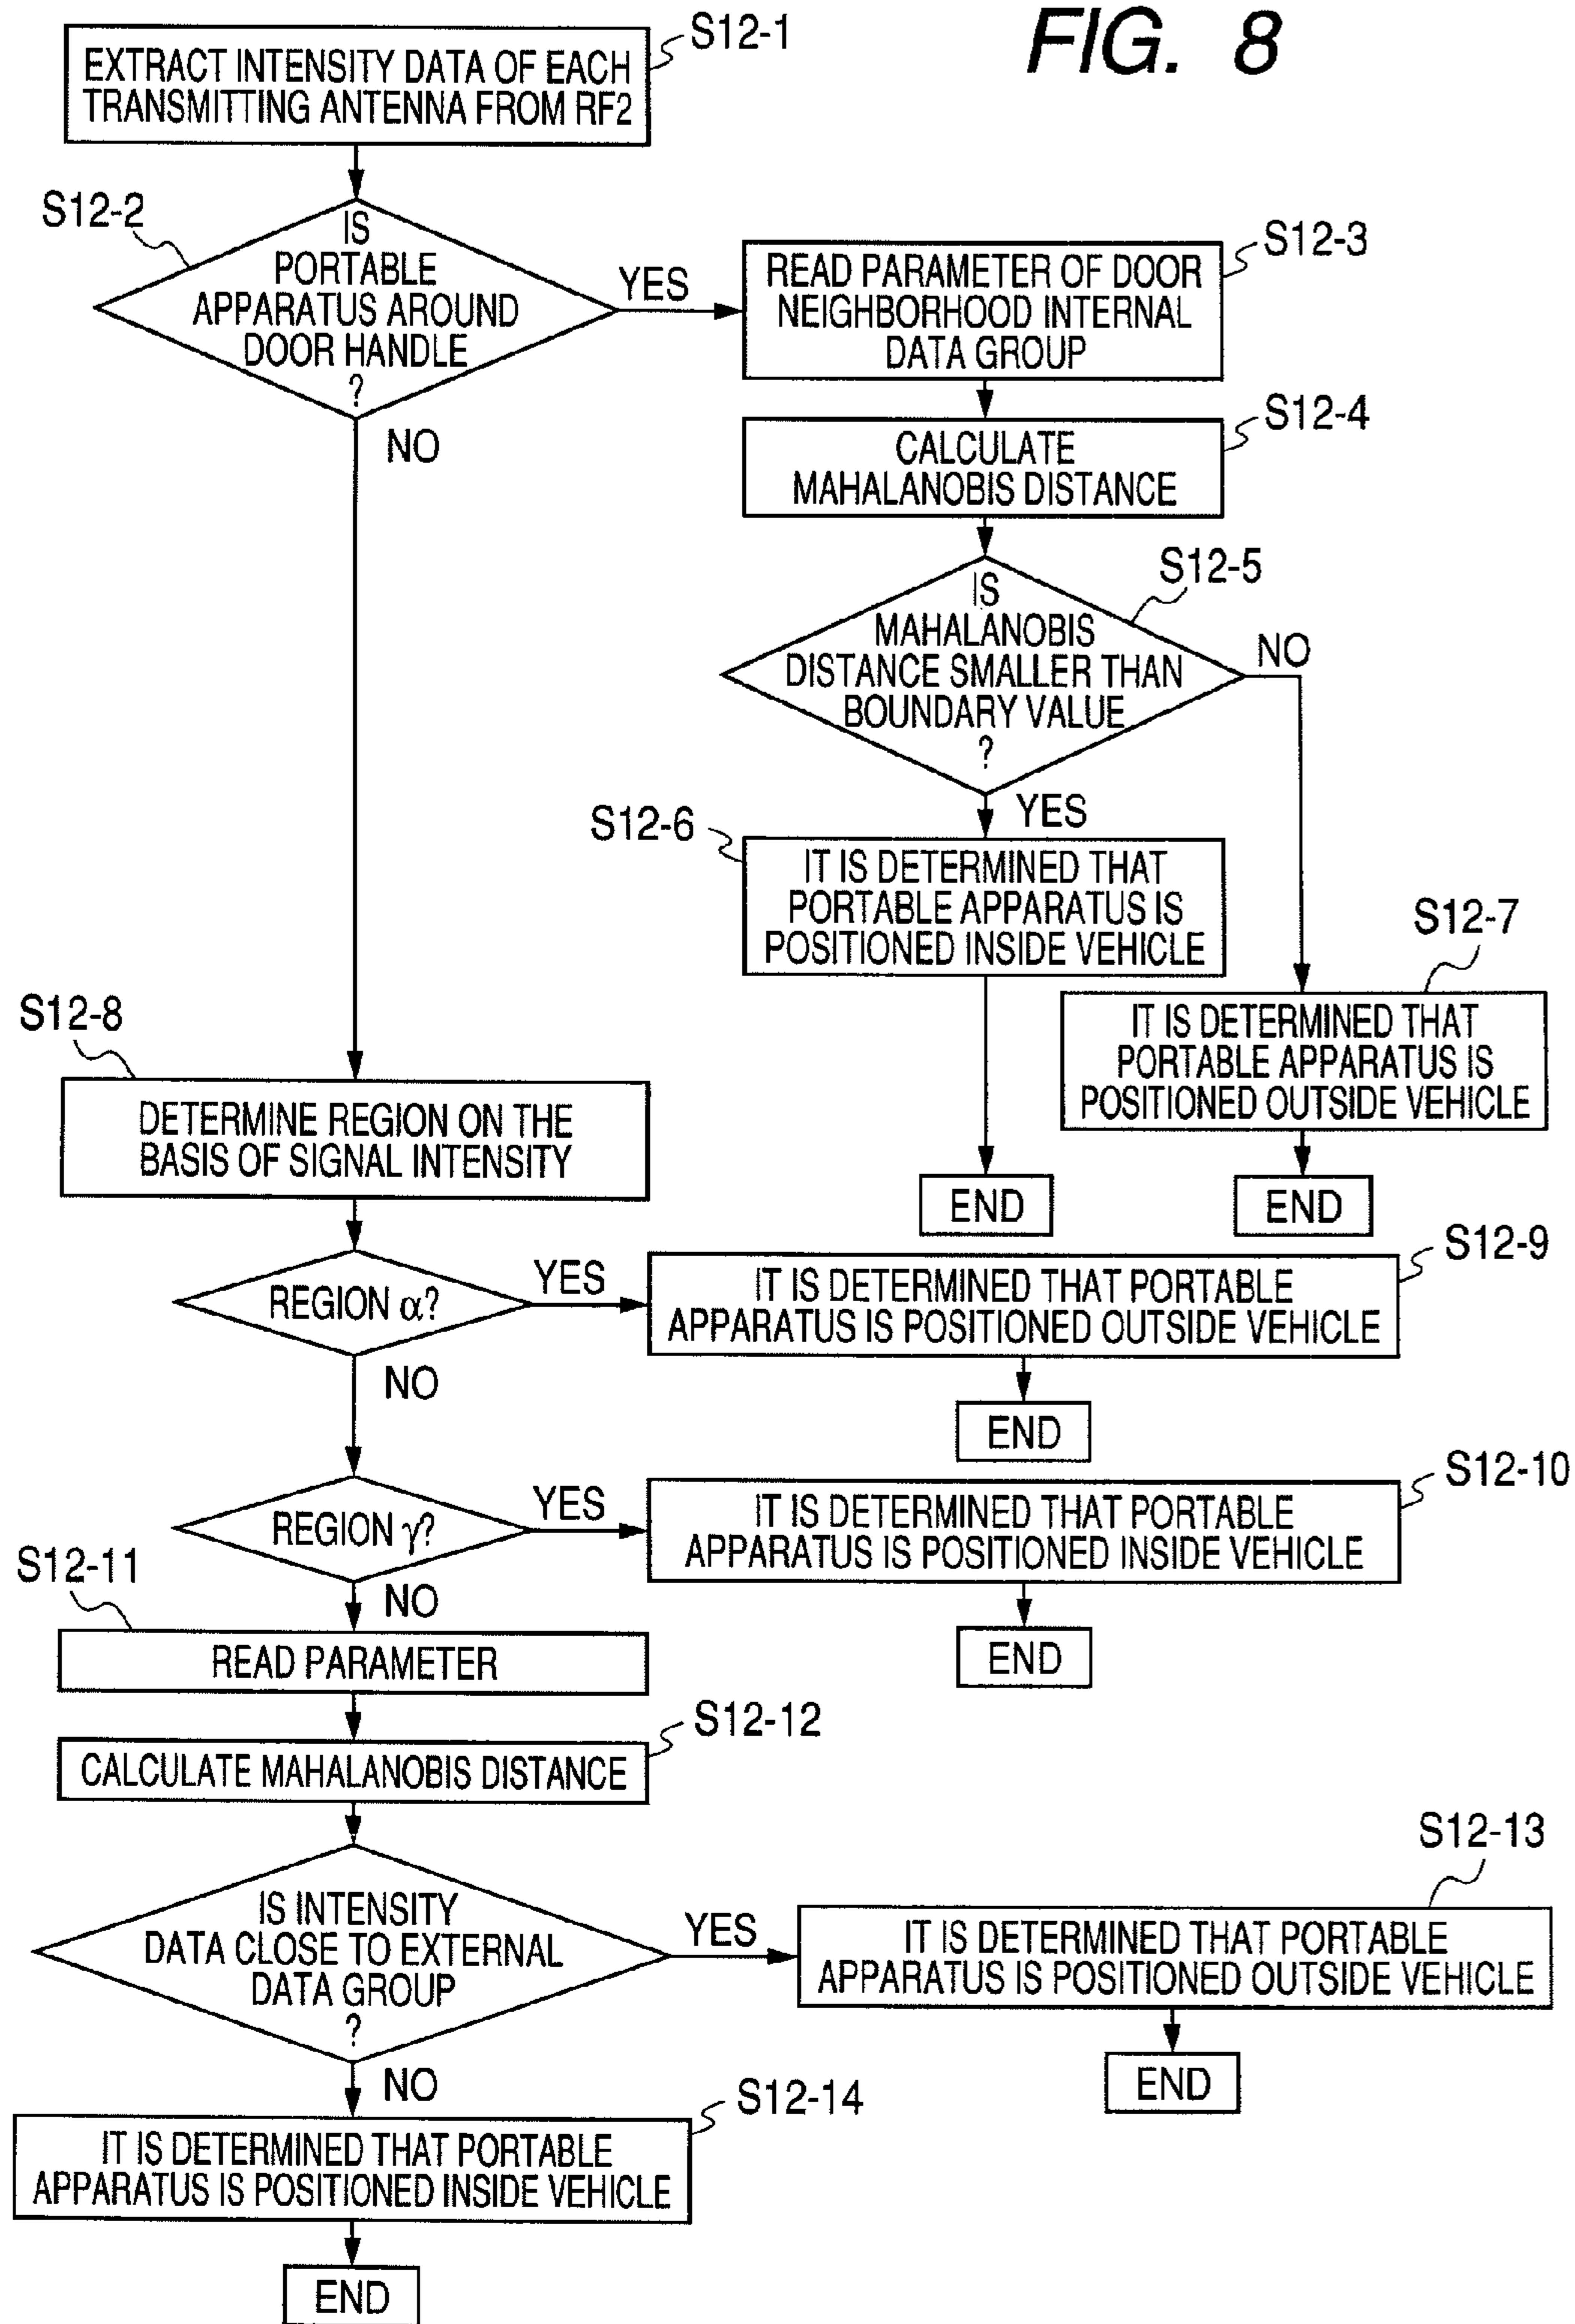 FIG. 8
S12-1
EXTRACT INTENSITY DATA OF EACH
TRANSMITTING ANTENNA FROM RF2
S12-2
IS
PORTABLE
APPARATUS AROUND
DOOR HANDLE
?
YES
NO
S12-3
READ PARAMETER OF DOOR
NEIGHBORHOOD INTERNAL
DATA GROUP
S12-4
CALCULATE
MAHALANOBIS DISTANCE
S12-5
IS
MAHALANOBIS
DISTANCE SMALLER THAN
BOUNDARY VALUE
?
NO
YES
S12-6
IT IS DETERMINED THAT
PORTABLE APPARATUS IS
POSITIONED INSIDE VEHICLE
S12-7
IT IS DETERMINED THAT
PORTABLE APPARATUS IS
POSITIONED OUTSIDE VEHICLE
END
END
S12-8
DETERMINE REGION ON THE
BASIS OF SIGNAL INTENSITY
REGION α?
YES
NO
S12-9
IT IS DETERMINED THAT PORTABLE
APPARATUS IS POSITIONED OUTSIDE VEHICLE
END
REGION γ?
YES
NO
S12-10
IT IS DETERMINED THAT PORTABLE
APPARATUS IS POSITIONED INSIDE VEHICLE
END
S12-11
READ PARAMETER
S12-12
CALCULATE MAHALANOBIS DISTANCE
IS INTENSITY
DATA CLOSE TO EXTERNAL
DATA GROUP
?
YES
NO
S12-13
IT IS DETERMINED THAT PORTABLE
APPARATUS IS POSITIONED OUTSIDE VEHICLE
END
S12-14
IT IS DETERMINED THAT PORTABLE
APPARATUS IS POSITIONED INSIDE VEHICLE
END